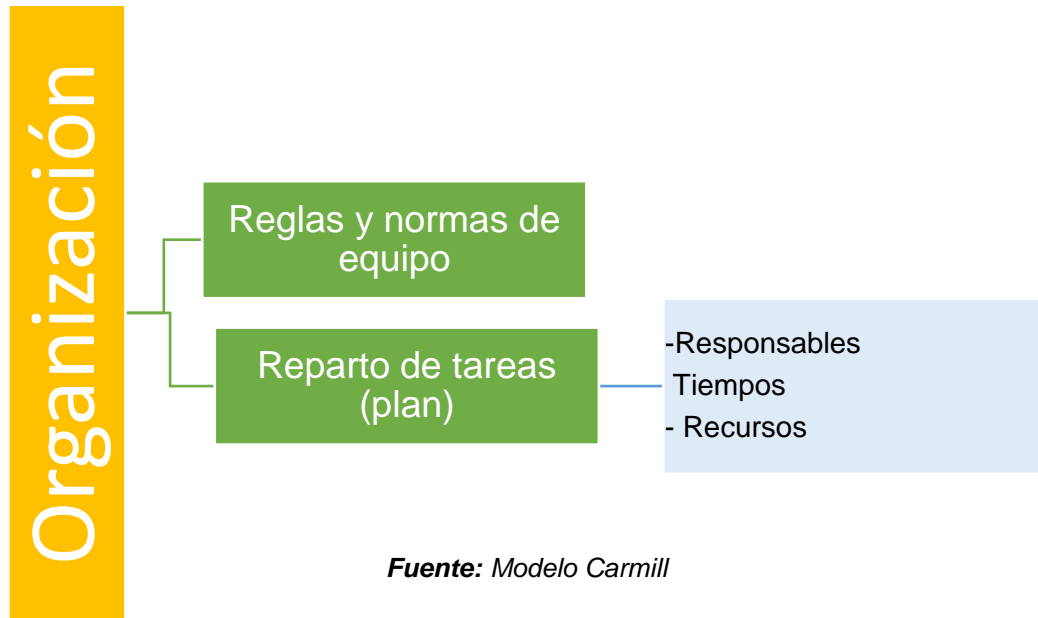 Organización
Reglas y normas de
equipo
Reparto de tareas
(plan)
-Responsables
Tiempos
- Recursos
Fuente: Modelo Carmill